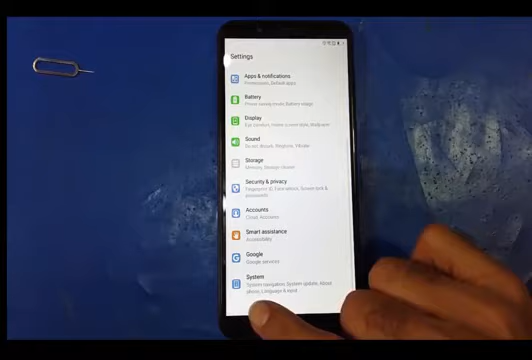 Settings
Apps & notifications
Permissions, Default apps
Battery
Power saving mode, Battery usage
Display
Eye comfort, Home screen style, Wallpaper
Sound
Do not disturb, Ringtone, Vibrate
Storage
Memory, Storage cleaner
Security & privacy
Fingerprint ID, Face unlock, Screen lock &
passwords
Accounts
Cloud, Accounts
Smart assistance
Accessibility
Google
Google services
System
System navigation, System update, About
phone, Language & input